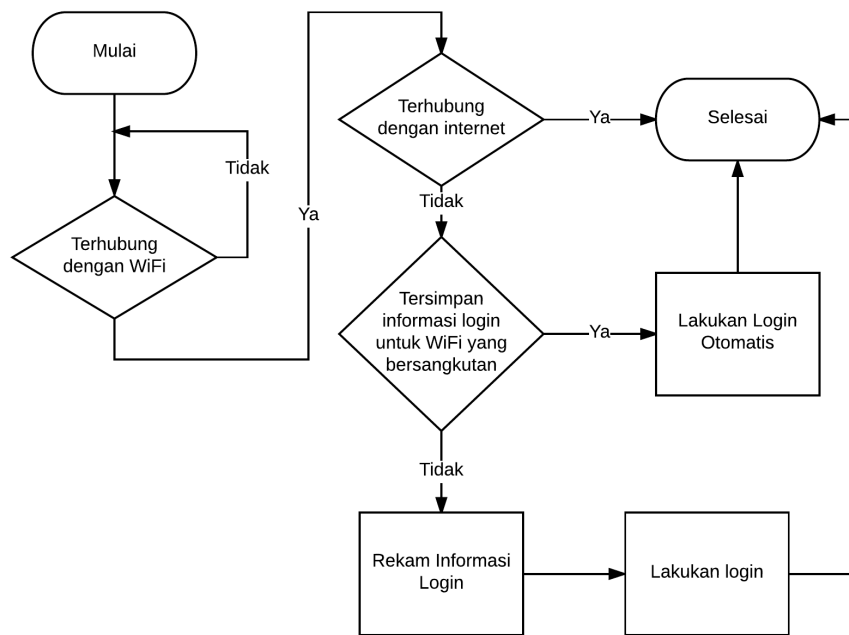 Mulai
Tidak
Terhubung
dengan WiFi
Ya
Terhubung
dengan internet
Ya
Selesai
Tidak
Tersimpan
informasi login
untuk WiFi yang
bersangkutan
Ya
Lakukan Login
Otomatis
Tidak
Rekam Informasi
Login
Lakukan login